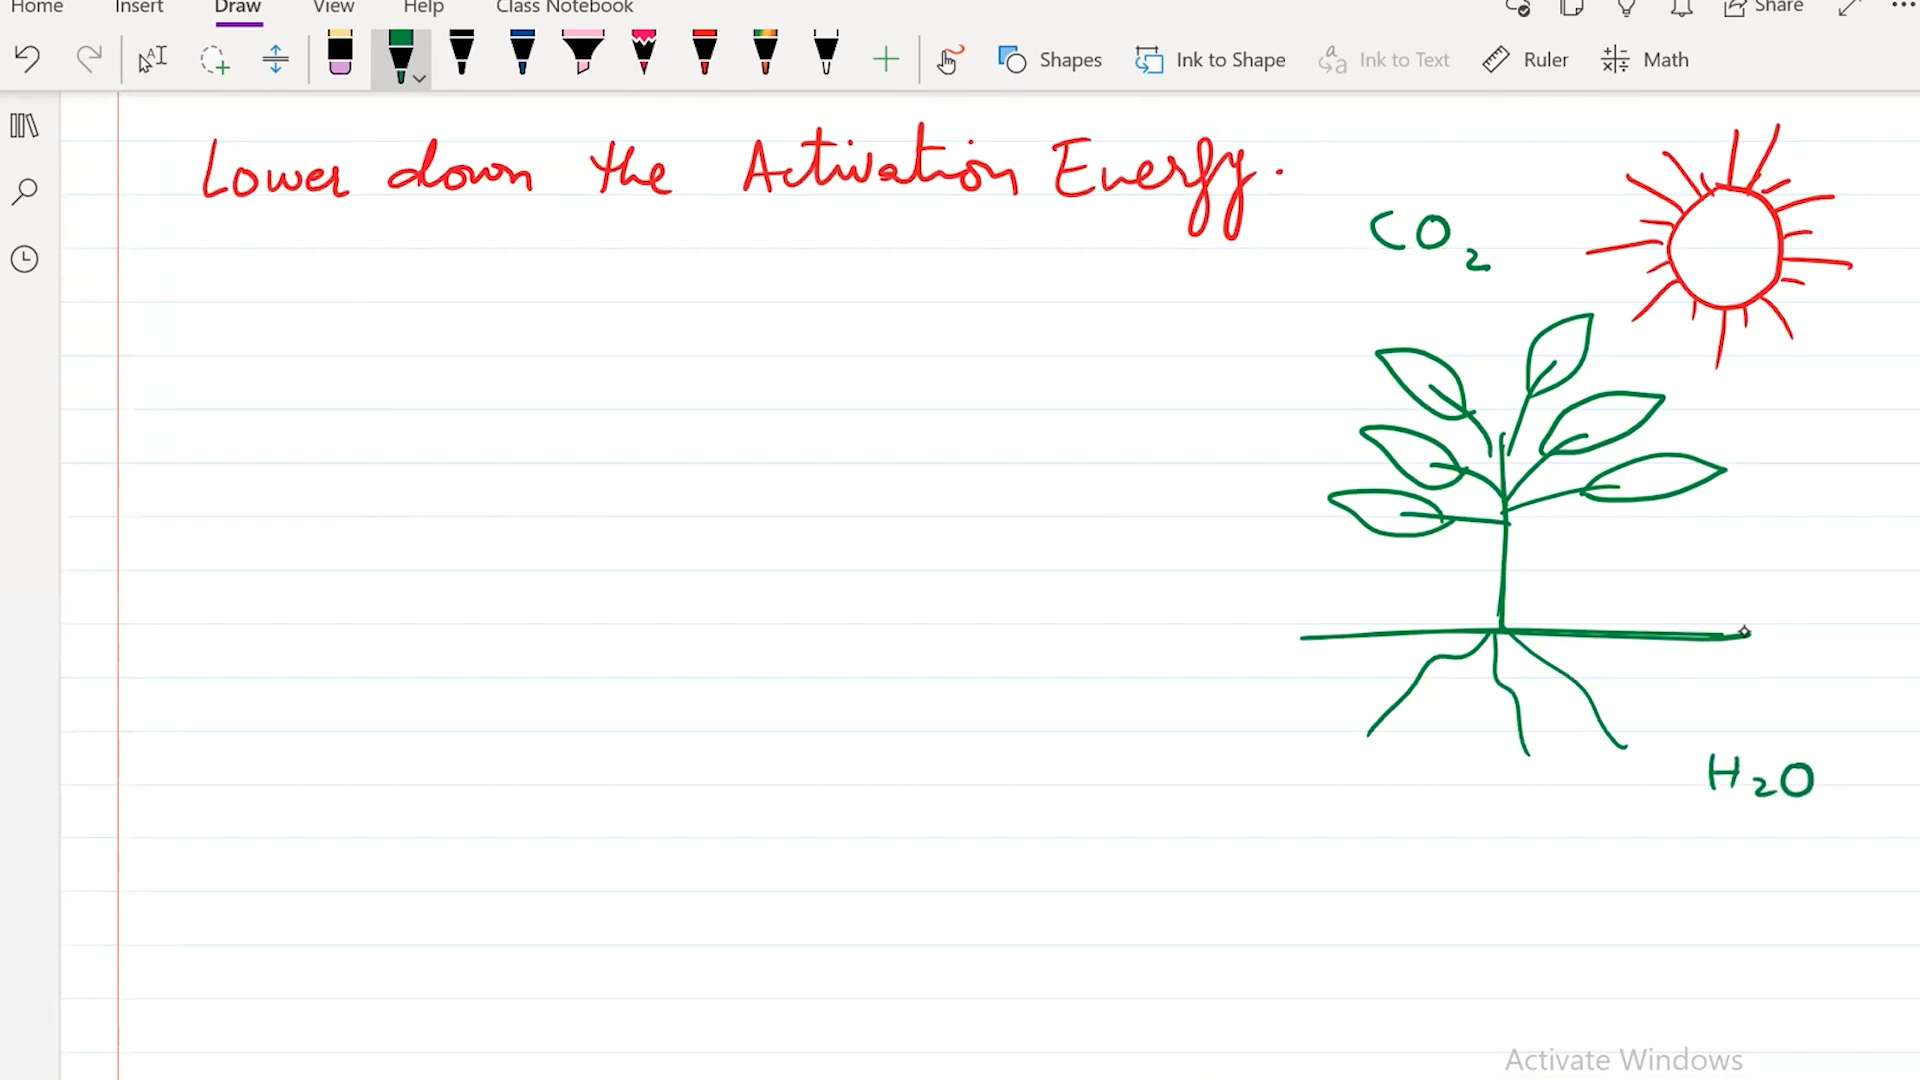 Home Insert Draw View Help Class Notebook Share
Shapes Ink to Shape Ink to Text Ruler Math
Lower down the Activation Energy.
CO2
H2O
Activate Windows